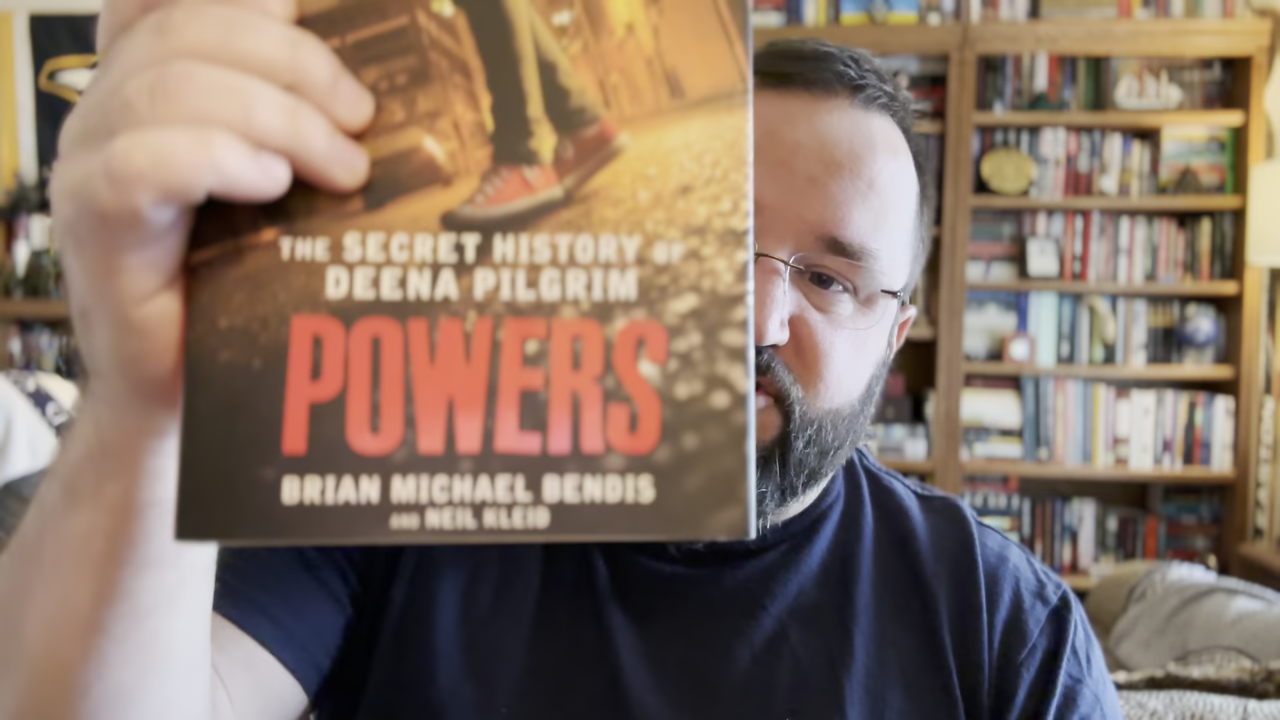 THE SECRET HISTORY OF
DEENA PILGRIM
POWERS
BRIAN MICHAEL BENDIS
AND NEIL KLEID